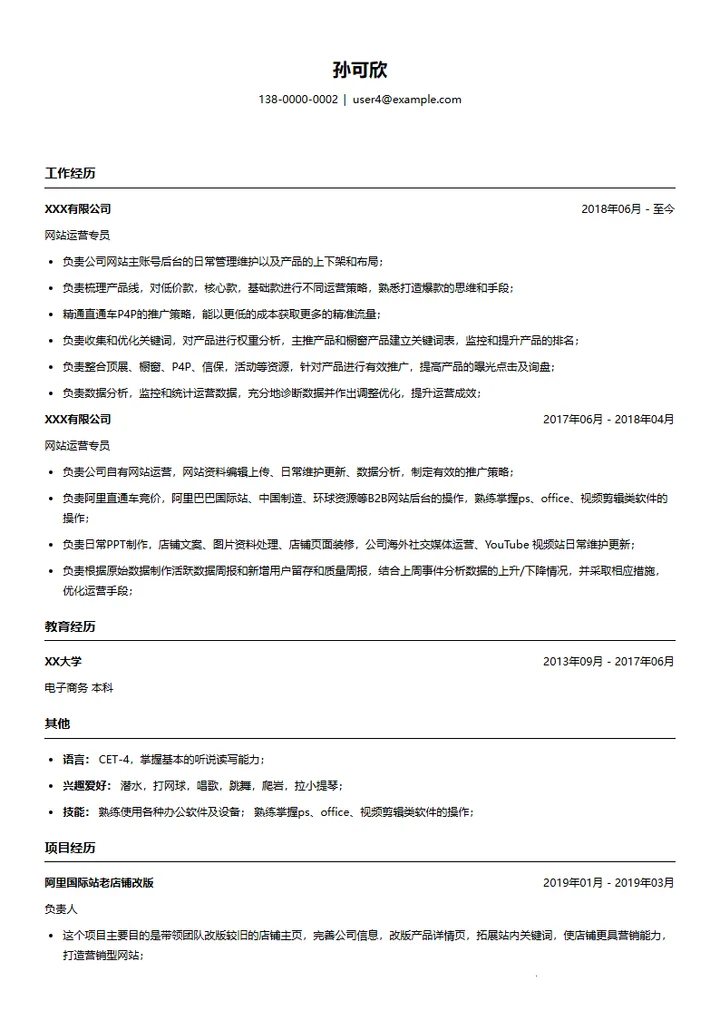 孙可欣
138-0000-0002 | user4@example.com
工作经历
XXX有限公司 2018年06月 - 至今
网站运营专员
• 负责公司网站主账号后台的日常管理维护以及产品的上下架和布局；
• 负责梳理产品线，对低价款，核心款，基础款进行不同运营策略，熟悉打造爆款的思维和手段；
• 精通直通车P4P的推广策略，能以更低的成本获取更多的精准流量；
• 负责收集和优化关键词，对产品进行权重分析，主推产品和橱窗产品建立关键词表，监控和提升产品的排名；
• 负责整合顶展、橱窗、P4P、信保，活动等资源，针对产品进行有效推广，提高产品的曝光点击及询盘；
• 负责数据分析，监控和统计运营数据，充分地诊断数据并作出调整优化，提升运营成效；
XXX有限公司 2017年06月 - 2018年04月
网站运营专员
• 负责公司自有网站运营，网站资料编辑上传、日常维护更新、数据分析，制定有效的推广策略；
• 负责阿里直通车竞价，阿里巴巴国际站、中国制造、环球资源等B2B网站后台的操作，熟练掌握ps、office、视频剪辑类软件的
操作；
• 负责日常PPT制作，店铺文案、图片资料处理、店铺页面装修，公司海外社交媒体运营、YouTube 视频站日常维护更新；
• 负责根据原始数据制作活跃数据周报和新增用户留存和质量周报，结合上周事件分析数据的上升/下降情况，并采取相应措施，
优化运营手段；
教育经历
XX大学 2013年09月 - 2017年06月
电子商务 本科
其他
• 语言： CET-4，掌握基本的听说读写能力；
• 兴趣爱好： 潜水，打网球，唱歌，跳舞，爬岩，拉小提琴；
• 技能： 熟练使用各种办公软件及设备； 熟练掌握ps、office、视频剪辑类软件的操作；
项目经历
阿里国际站老店铺改版 2019年01月 - 2019年03月
负责人
• 这个项目主要目的是带领团队改版较旧的店铺主页，完善公司信息，改版产品详情页，拓展站内关键词，使店铺更具营销能力，
打造营销型网站；